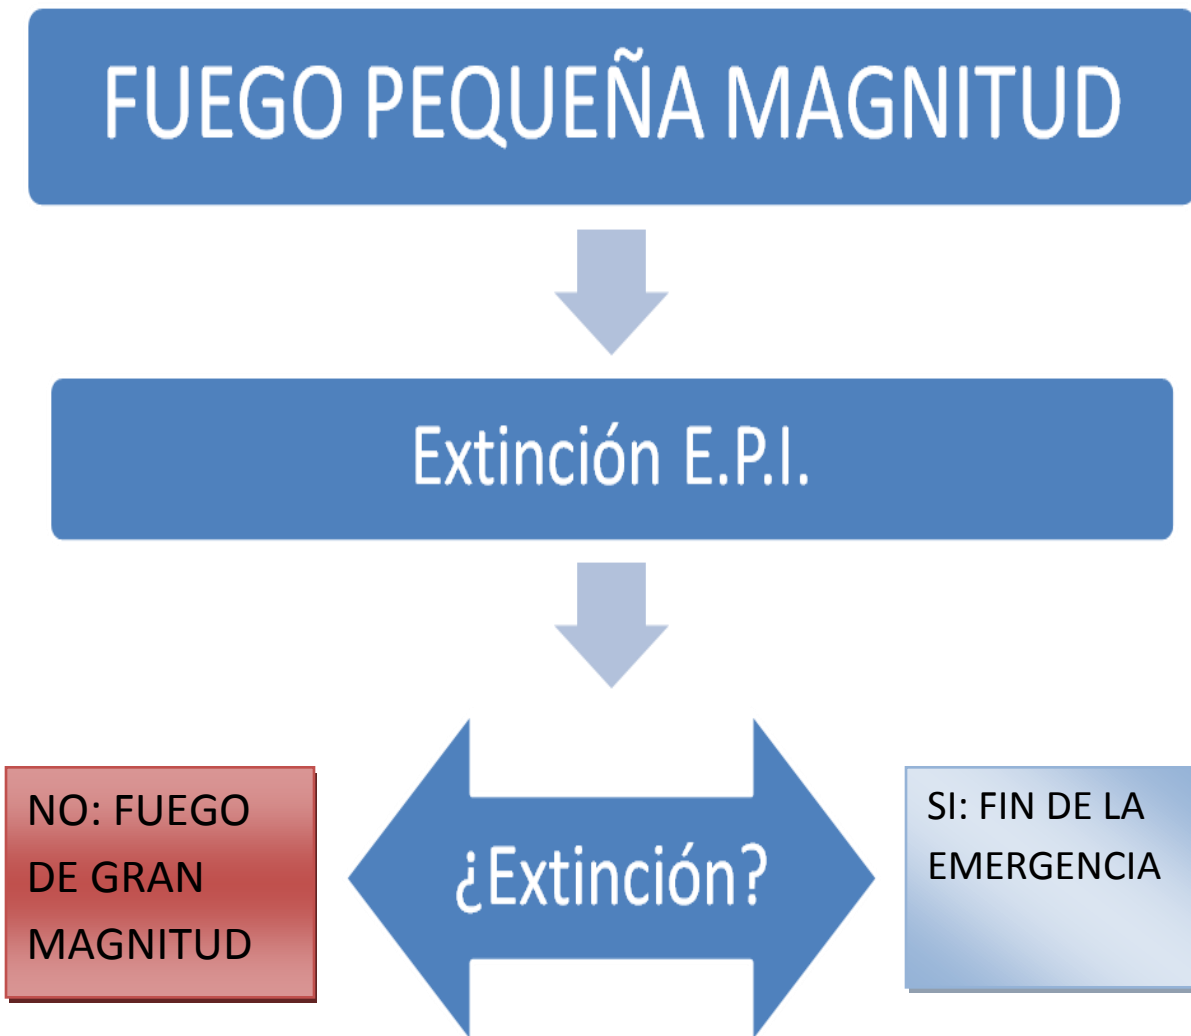 FUEGO PEQUEÑA MAGNITUD
Extinción E.P.I.
NO: FUEGO
DE GRAN
MAGNITUD
¿Extinción?
SI: FIN DE LA
EMERGENCIA